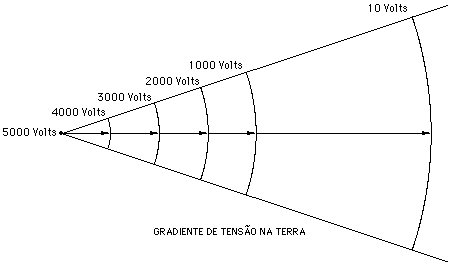 10 Volts
1000 Volts
2000 Volts
3000 Volts
4000 Volts
5000 Volts
GRADIENTE DE TENSÃO NA TERRA